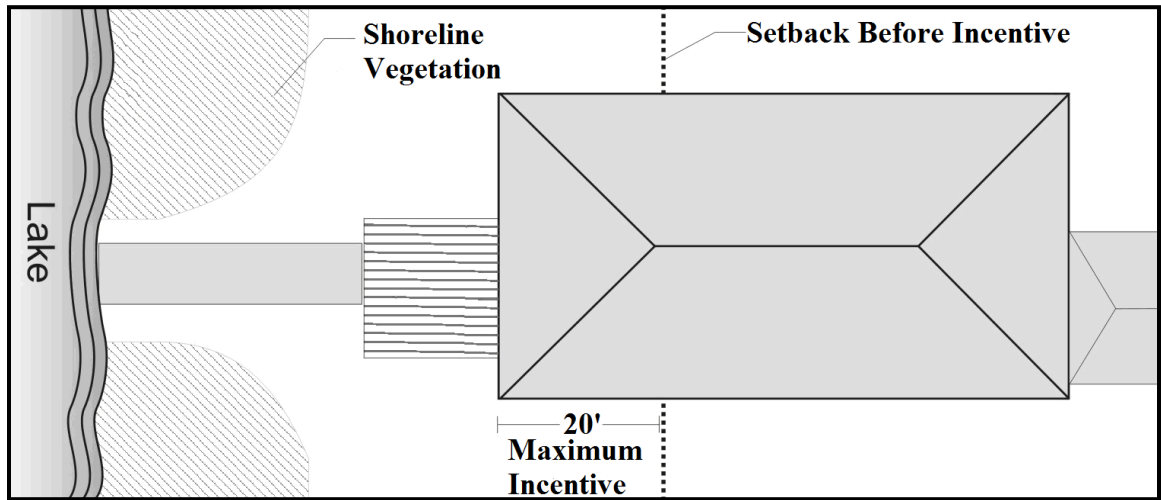 Shoreline
Vegetation
Setback Before Incentive
Lake
20'
Maximum
Incentive